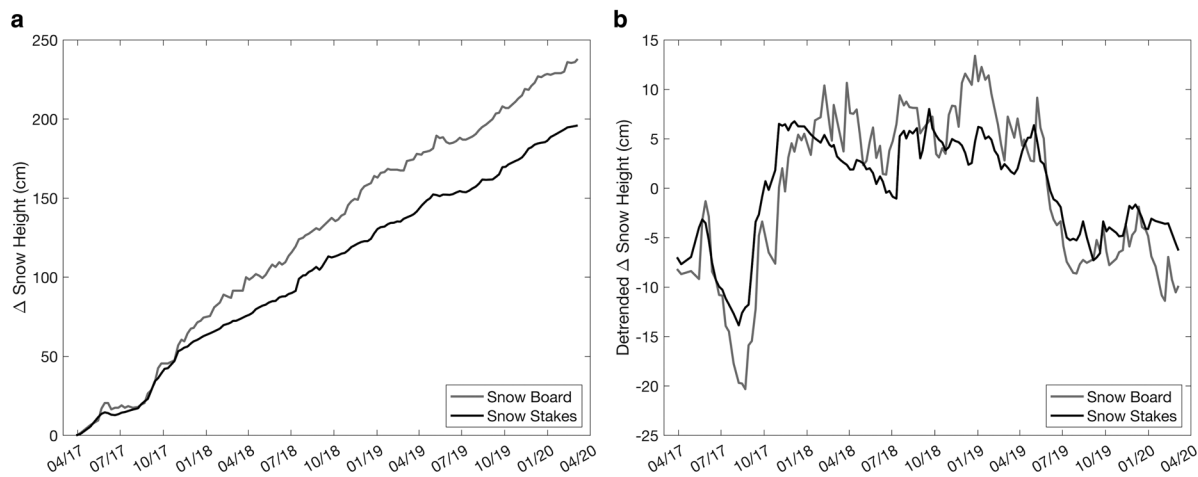 a
250
200
150
100
50
0
Δ Snow Height (cm)
04/17 07/17 10/17 01/18 04/18 07/18 10/18 01/19 04/19 07/19 10/19 01/20 04/20
Snow Board
Snow Stakes
b
15
10
5
0
-5
-10
-15
-20
-25
Detrended Δ Snow Height (cm)
04/17 07/17 10/17 01/18 04/18 07/18 10/18 01/19 04/19 07/19 10/19 01/20 04/20
Snow Board
Snow Stakes